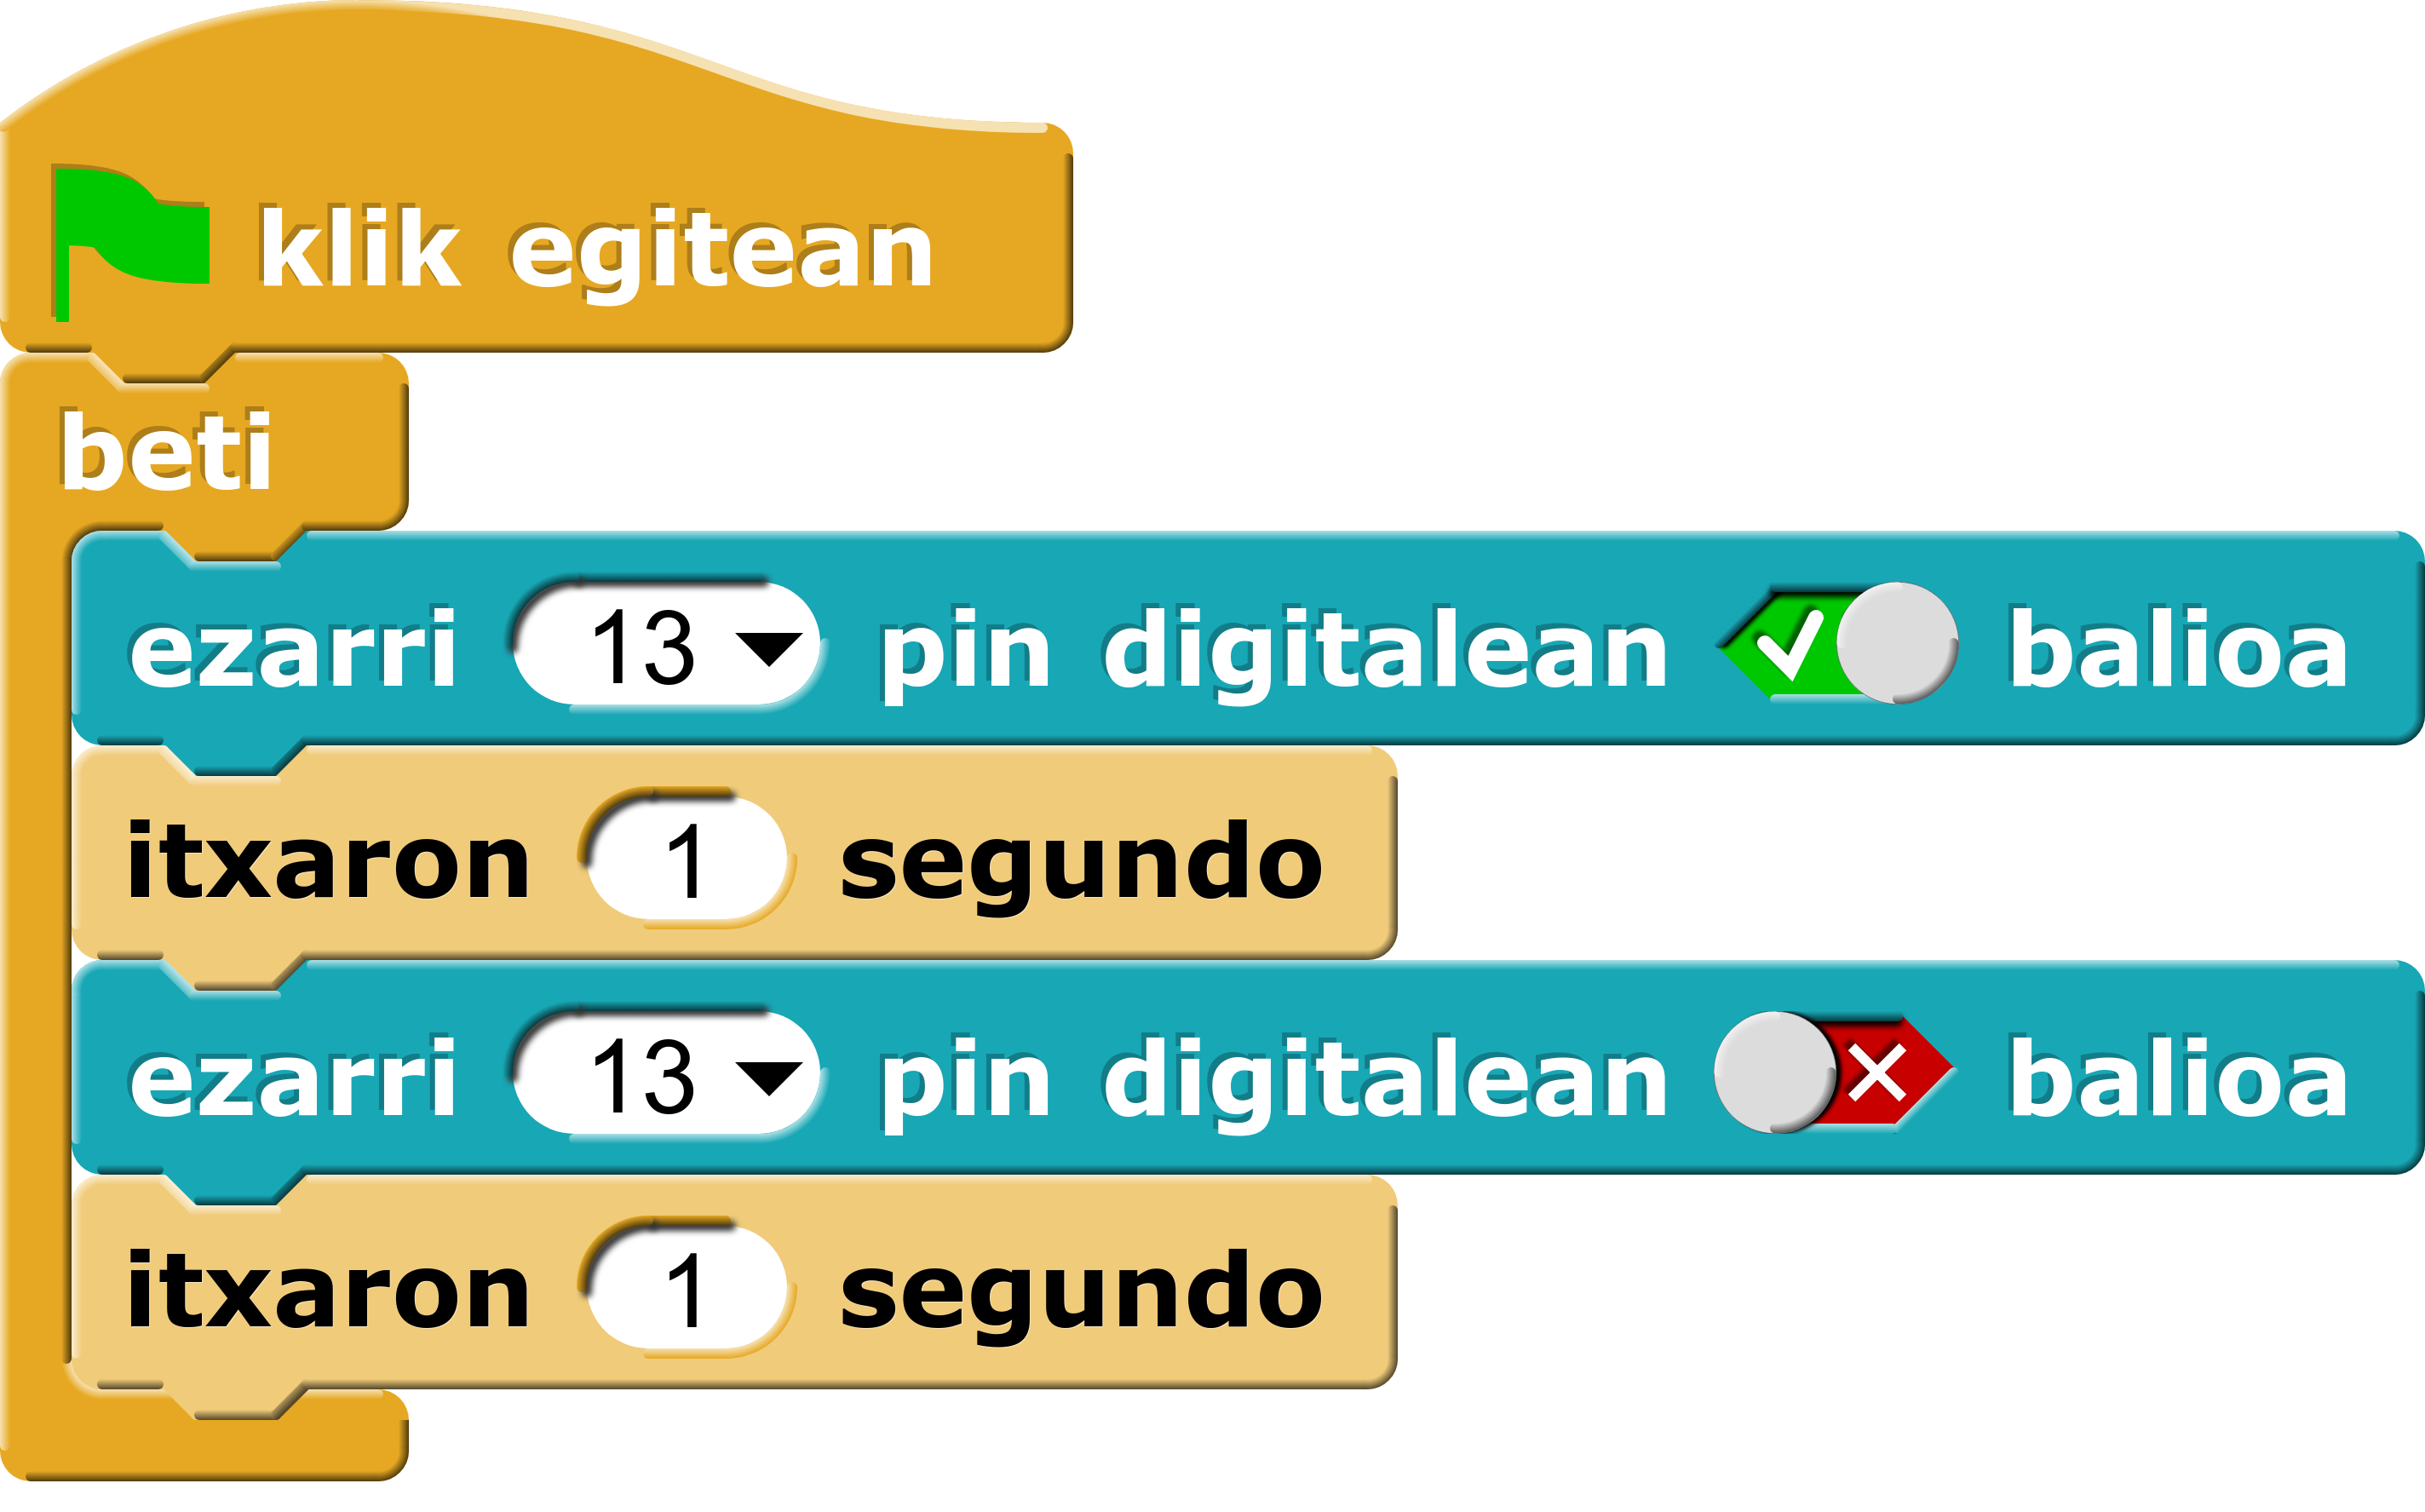 klik egitean
beti
ezarri 13 pin digitalean balioa
itxaron 1 segundo
ezarri 13 pin digitalean balioa
itxaron 1 segundo